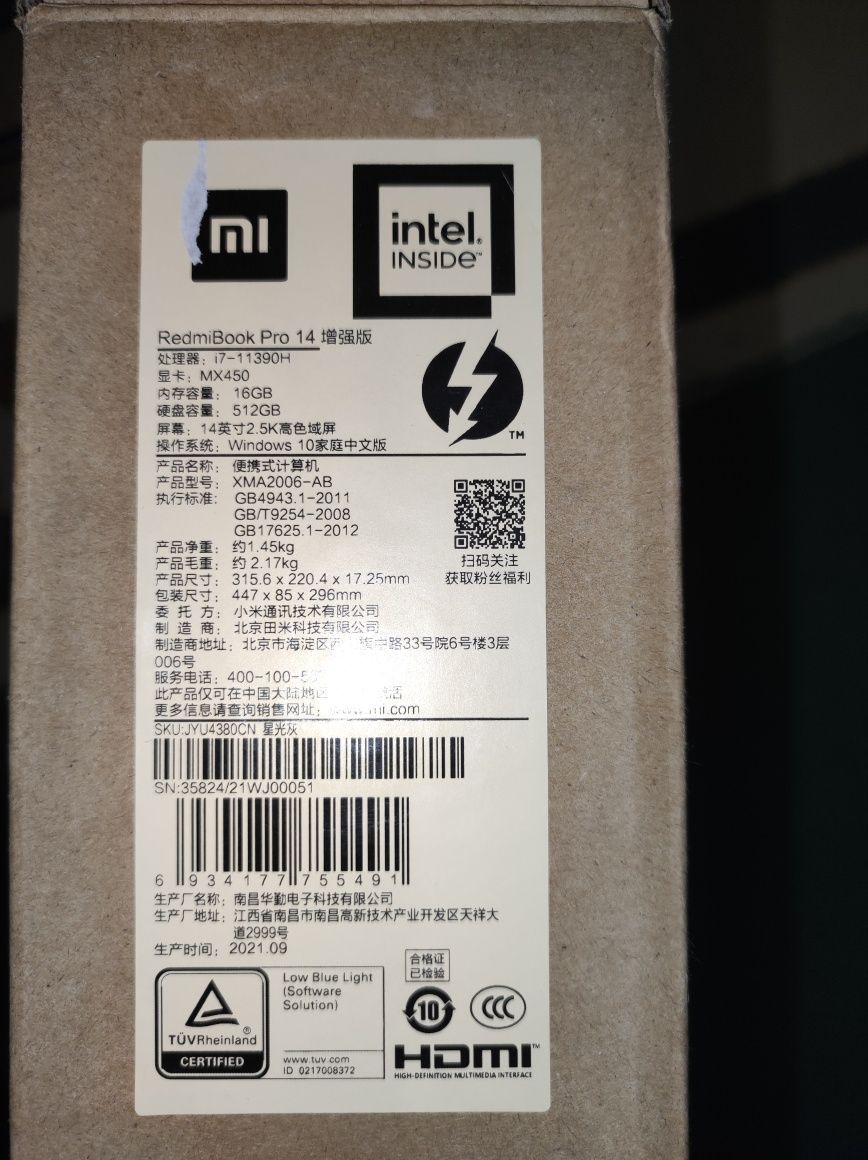 mi
intel.
INSIDe™
RedmiBook Pro 14 增强版
处理器：i7-11390H
显卡：MX450
内存容量： 16GB
硬盘容量： 512GB
屏幕：14英寸2.5K高色域屏
操作系统：Windows 10家庭中文版
TM
产品名称： 便携式计算机
产品型号： XMA2006-AB
执行标准： GB4943.1-2011
GB/T9254-2008
GB17625.1-2012
产品净重： 约1.45kg
产品毛重： 约 2.17kg
产品尺寸： 315.6 x 220.4 x 17.25mm
包装尺寸： 447 x 85 x 296mm
委 托 方： 小米通讯技术有限公司
制 造 商： 北京田米科技有限公司
制造商地址：北京市海淀区西 旗中路33号院6号楼3层
006号
服务电话：400-100-
此产品仅可在中国大陆地区
更多信息请查询销售网址： .mi.com
扫码关注
获取粉丝福利
SKU:JYU4380CN 星光灰
SN:35824/21WJ00051
6 934177 755491
生产厂名称：南昌华勤电子科技有限公司
生产厂地址：江西省南昌市南昌高新技术产业开发区天祥大
道2999号
生产时间：2021.09
合格证
已检验
TÜVRheinland®
CERTIFIED
Low Blue Light
(Software
Solution)
www.tuv.com
ID 0217008372
10
CCC
HDMI™
HIGH-DEFINITION MULTIMEDIA INTERFACE